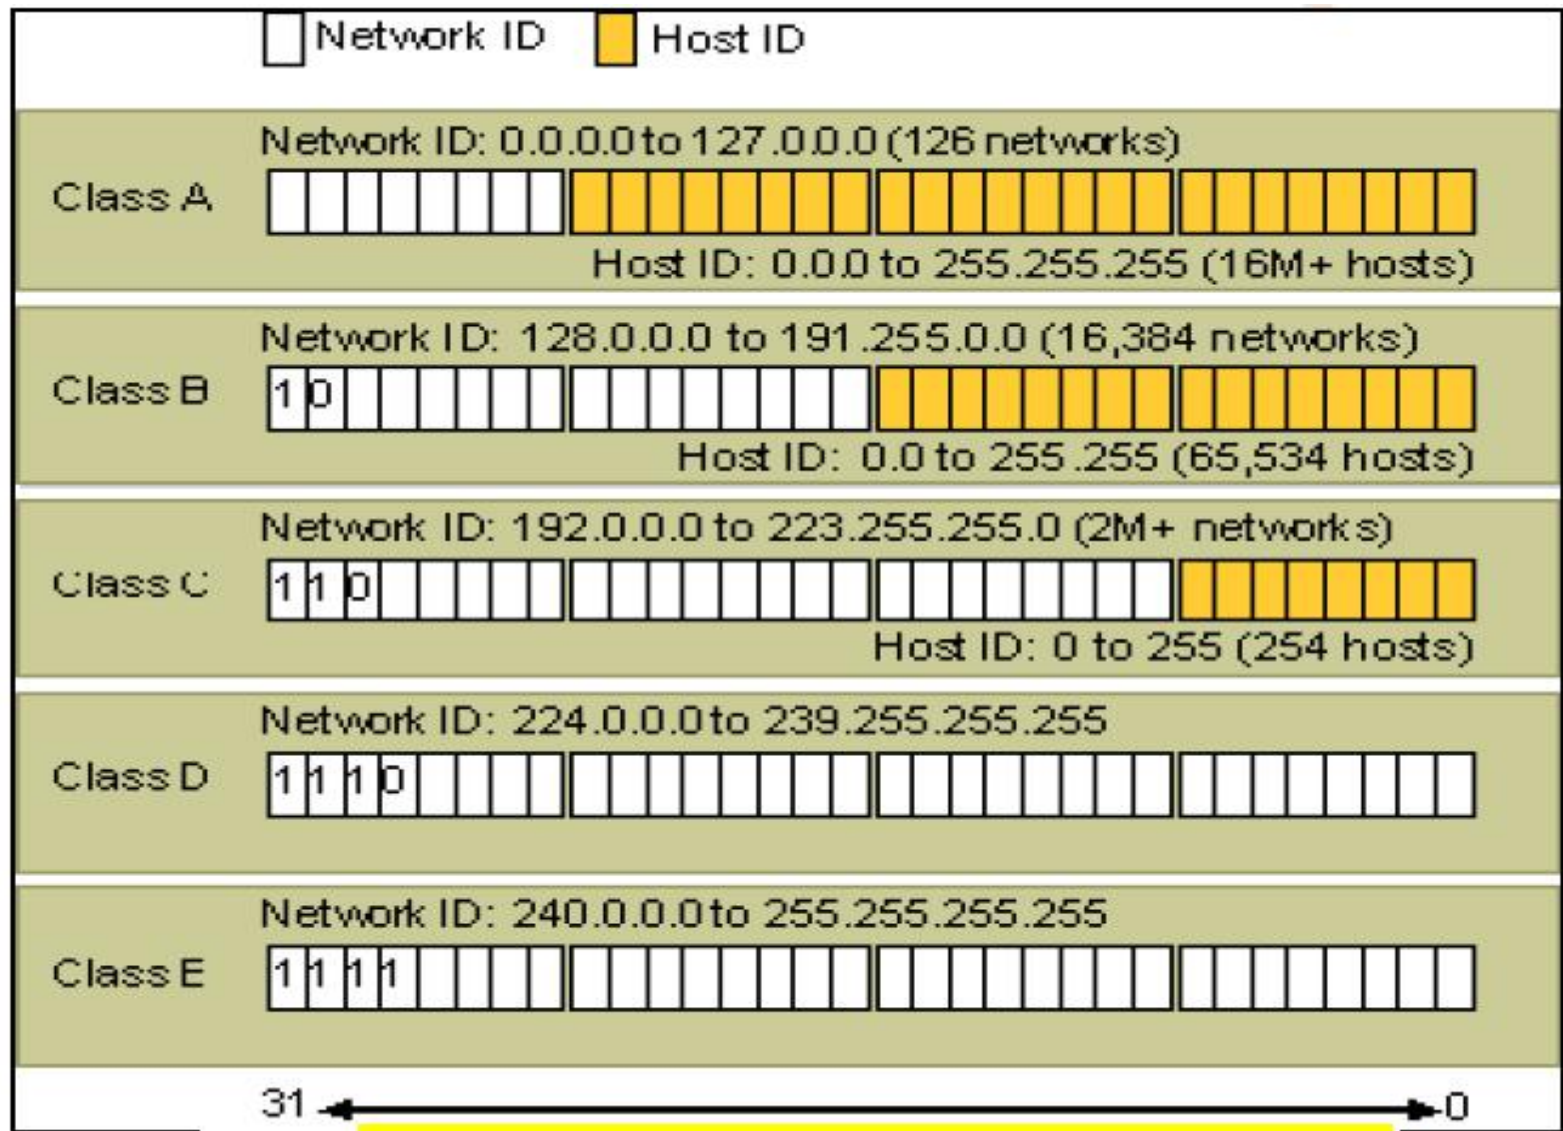 Network ID Host ID
Network ID: 0.0.0.0 to 127.0.0.0 (126 networks)
Class A
Host ID: 0.0.0 to 255.255.255 (16M+ hosts)
Network ID: 128.0.0.0 to 191.255.0.0 (16,384 networks)
Class B
1 0
Host ID: 0.0 to 255.255 (65,534 hosts)
Network ID: 192.0.0.0 to 223.255.255.0 (2M+ networks)
Class C
1 1 0
Host ID: 0 to 255 (254 hosts)
Network ID: 224.0.0.0 to 239.255.255.255
Class D
1 1 1 0
Network ID: 240.0.0.0 to 255.255.255.255
Class E
1 1 1 1
31 0